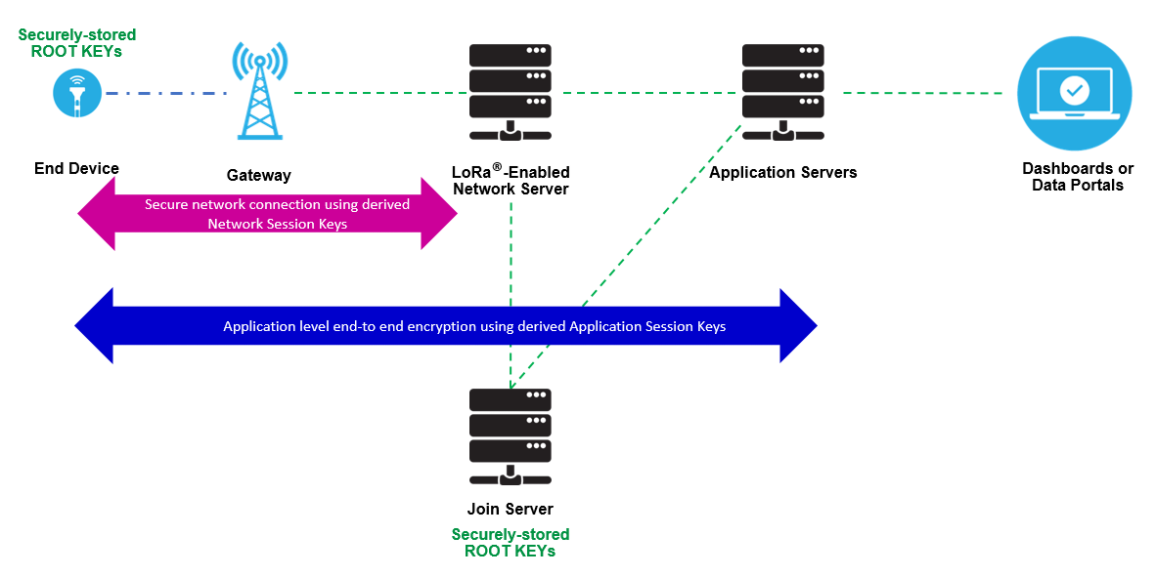 Securely-stored
ROOT KEYs
End Device
Gateway
LoRa®-Enabled
Network Server
Application Servers
Dashboards or
Data Portals
Secure network connection using derived
Network Session Keys
Application level end-to end encryption using derived Application Session Keys
Join Server
Securely-stored
ROOT KEYs